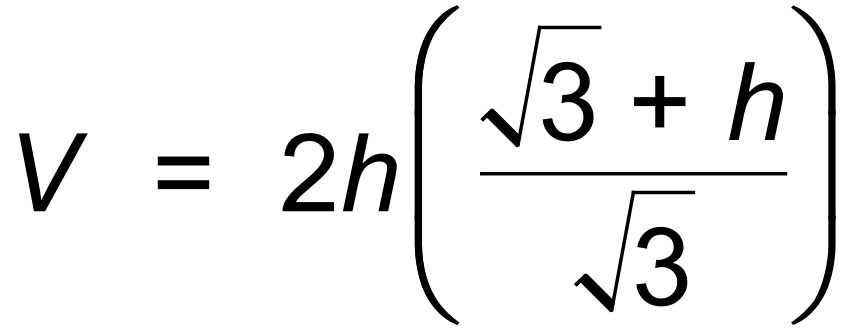 V = 2h((√3 + h)/√3)